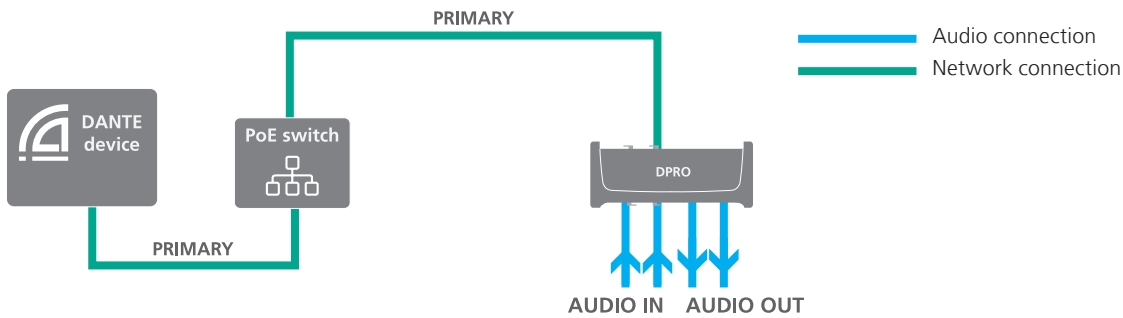 PRIMARY
Audio connection
Network connection
DANTE
device
PoE switch
DPRO
PRIMARY
AUDIO IN
AUDIO OUT